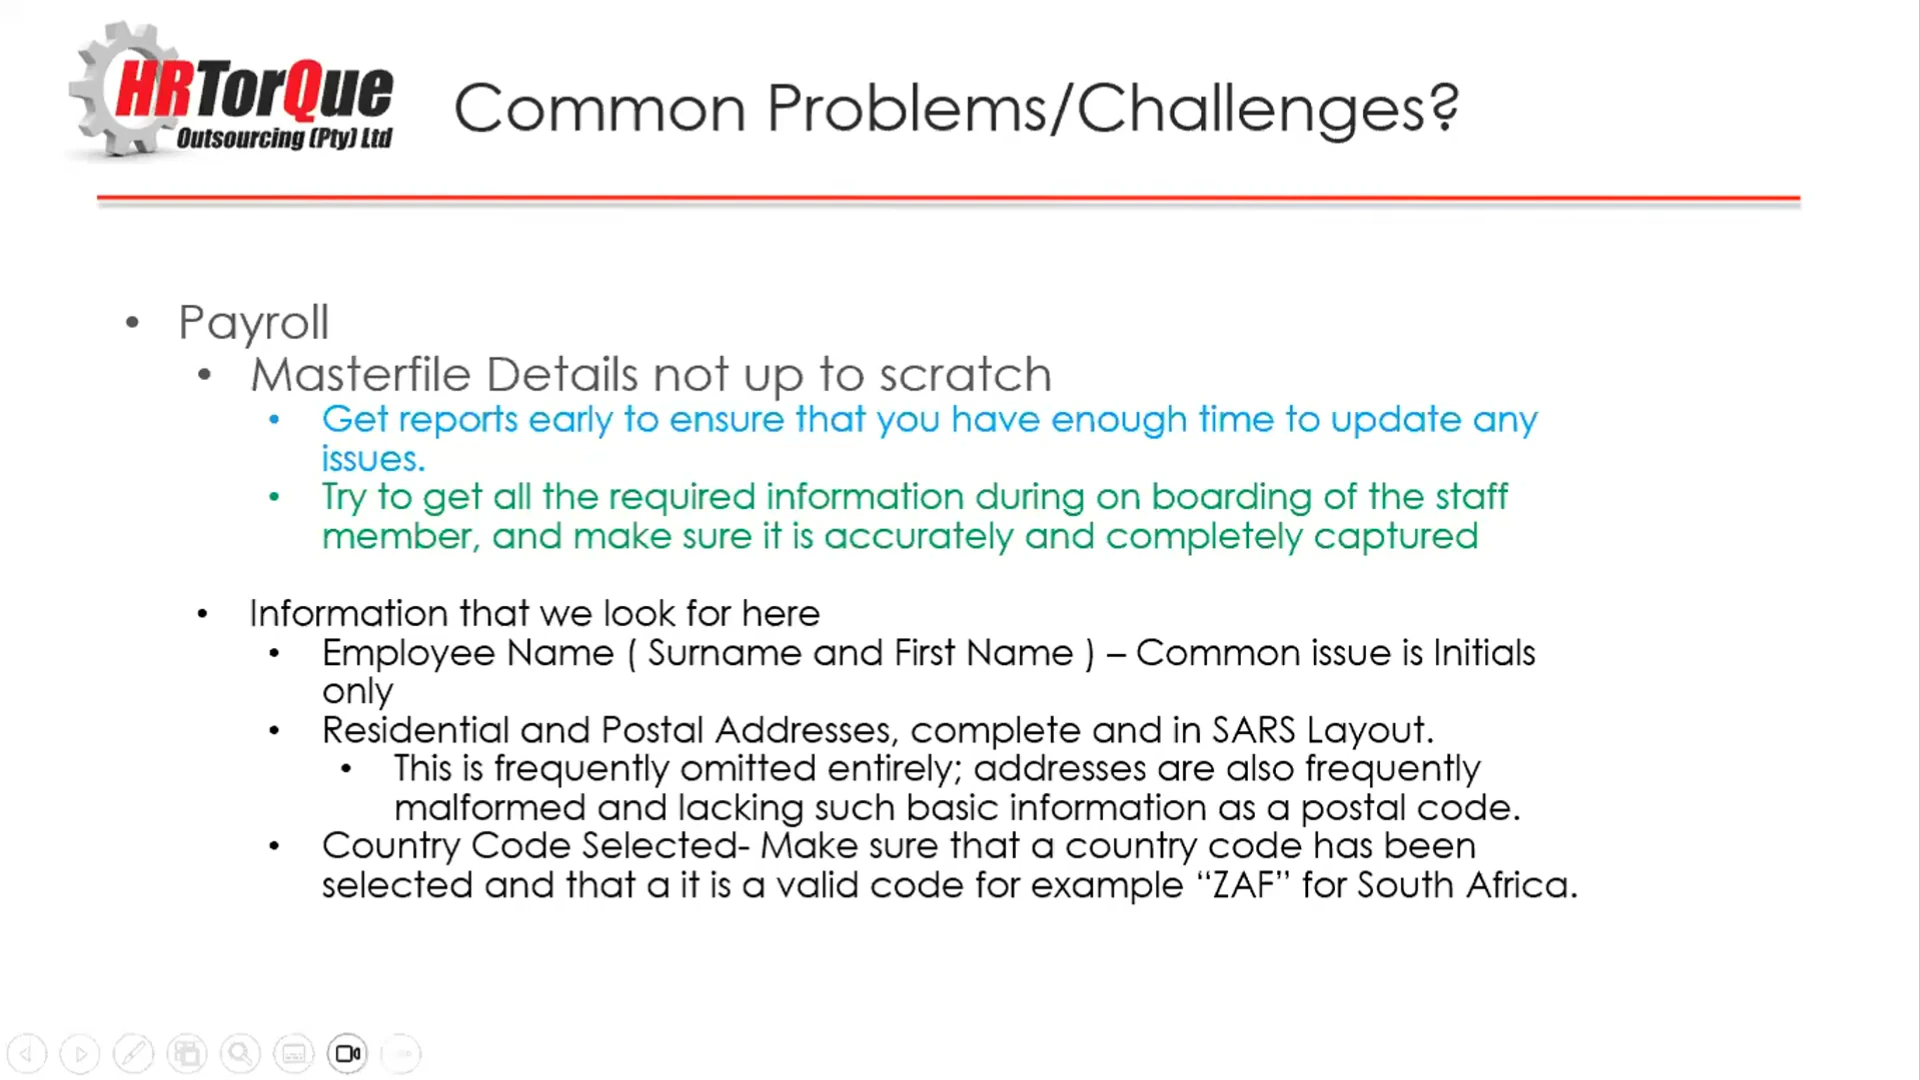 HRTorQue
Outsourcing (Pty) Ltd
Common Problems/Challenges?
• Payroll
• Masterfile Details not up to scratch
• Get reports early to ensure that you have enough time to update any
issues.
• Try to get all the required information during on boarding of the staff
member, and make sure it is accurately and completely captured
• Information that we look for here
• Employee Name ( Surname and First Name ) – Common issue is Initials
only
• Residential and Postal Addresses, complete and in SARS Layout.
• This is frequently omitted entirely; addresses are also frequently
malformed and lacking such basic information as a postal code.
• Country Code Selected- Make sure that a country code has been
selected and that a it is a valid code for example “ZAF” for South Africa.